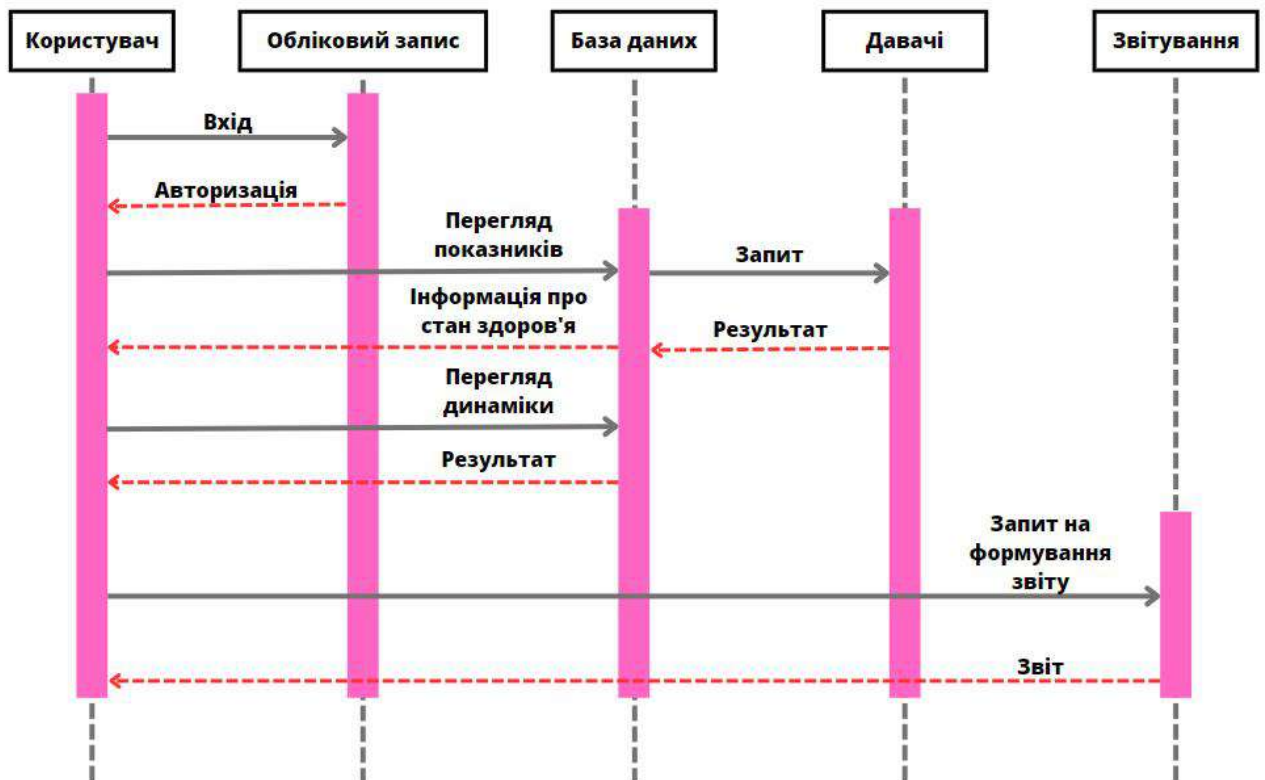 Користувач
Обліковий запис
База даних
Давачі
Звітування
Вхід
Авторизація
Перегляд
показників
Запит
Інформація про
стан здоров'я
Результат
Перегляд
динаміки
Результат
Запит на
формування
звіту
Звіт